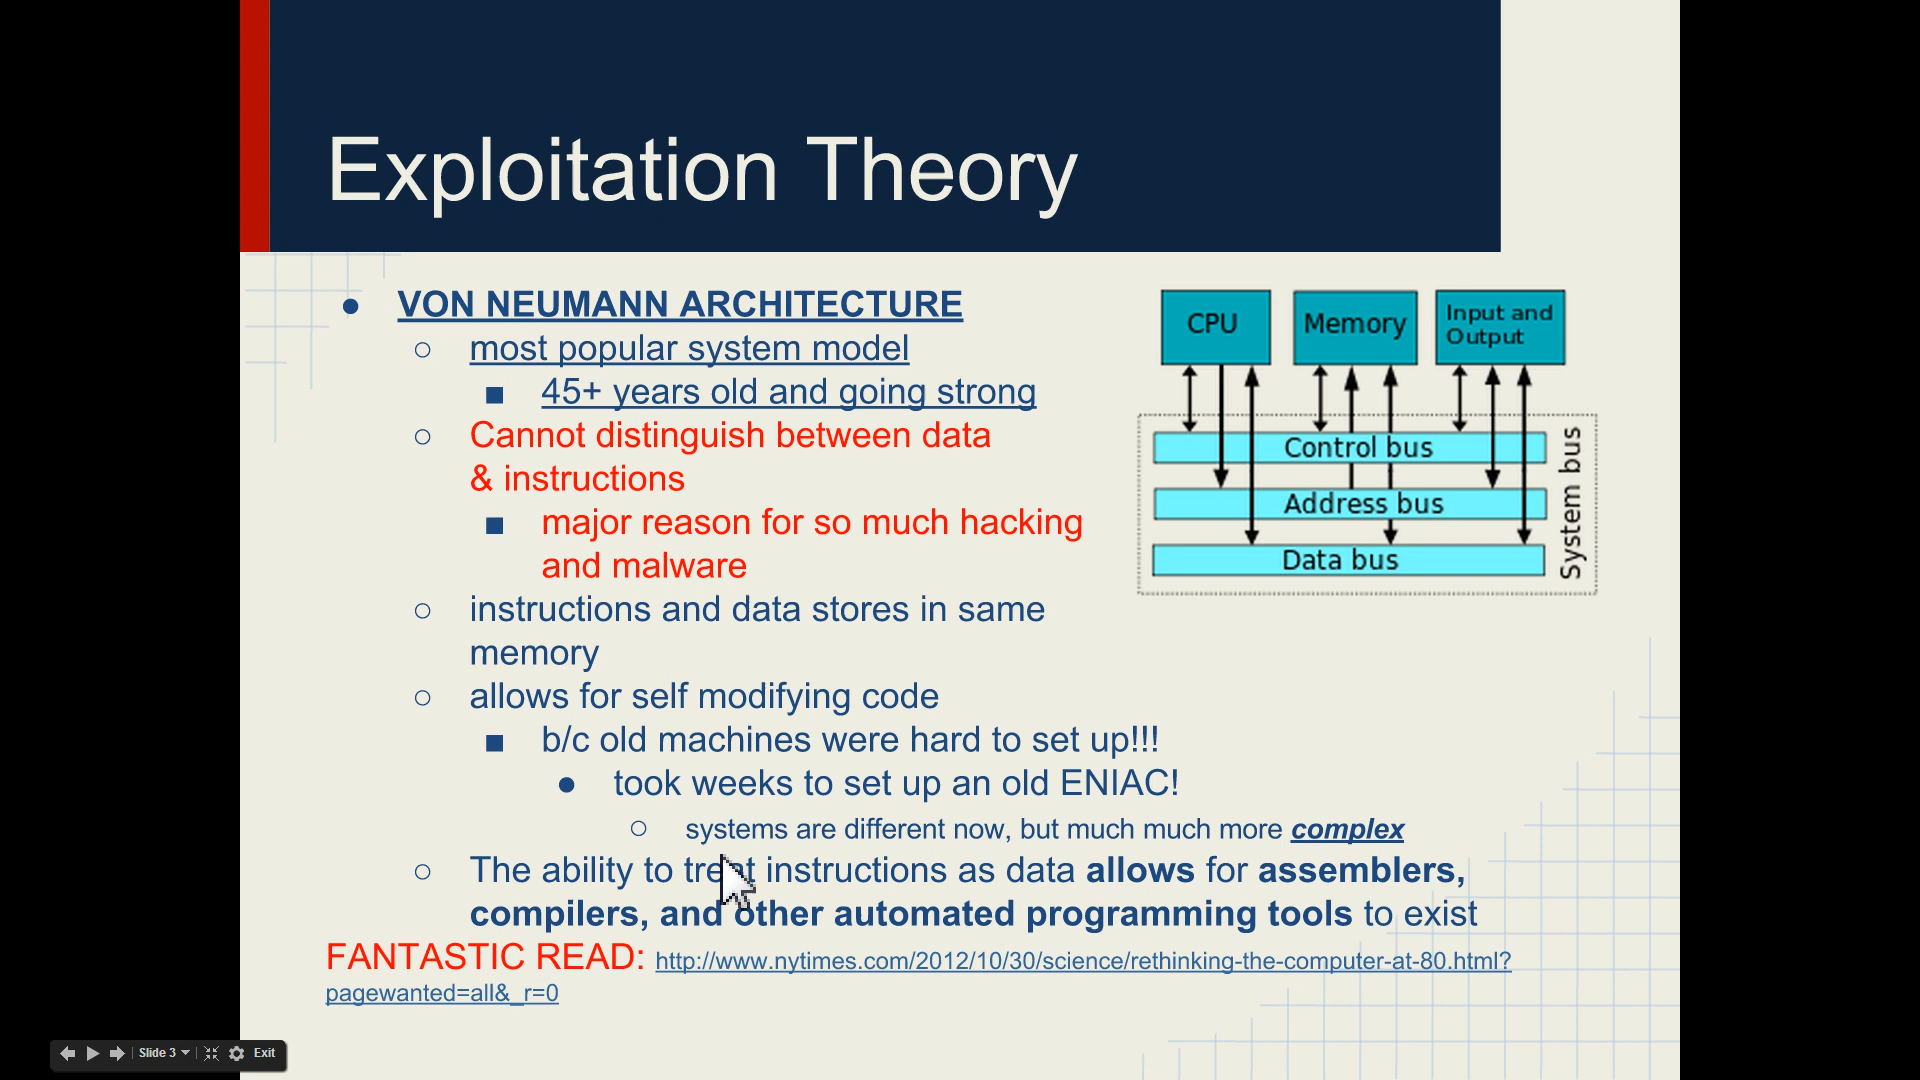 Exploitation Theory
● VON NEUMANN ARCHITECTURE
○ most popular system model
■ 45+ years old and going strong
○ Cannot distinguish between data
& instructions
■ major reason for so much hacking
and malware
○ instructions and data stores in same
memory
○ allows for self modifying code
■ b/c old machines were hard to set up!!!
● took weeks to set up an old ENIAC!
○ systems are different now, but much much more complex
○ The ability to treat instructions as data allows for assemblers,
compilers, and other automated programming tools to exist
FANTASTIC READ: http://www.nytimes.com/2012/10/30/science/rethinking-the-computer-at-80.html?
pagewanted=all&_r=0
CPU
Memory
Input and
Output
Control bus
Address bus
Data bus
System bus
Slide 3
Exit